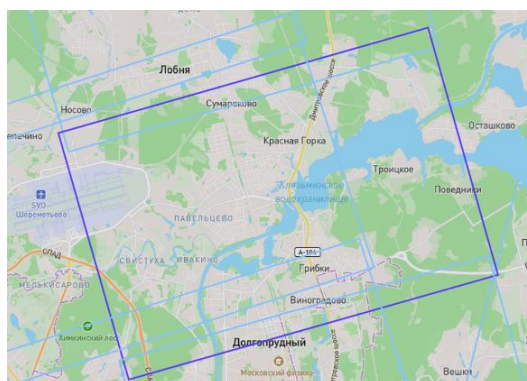 Лобня
Носово
Сумароково
Дмитровское шоссе
Осташково
Красная Горка
Троицкое
Клязьминское
водохранилище
Поведники
SVO
Шереметьево
ПАВЕЛЬЦЕВО
А-104
СПАД
СВИСТУХА
ИВАКИНО
Грибки
МЕЛЬКИСАРОВО
Виноградово
Химкинский лес
Долгопрудный
Московский физико
Вешки